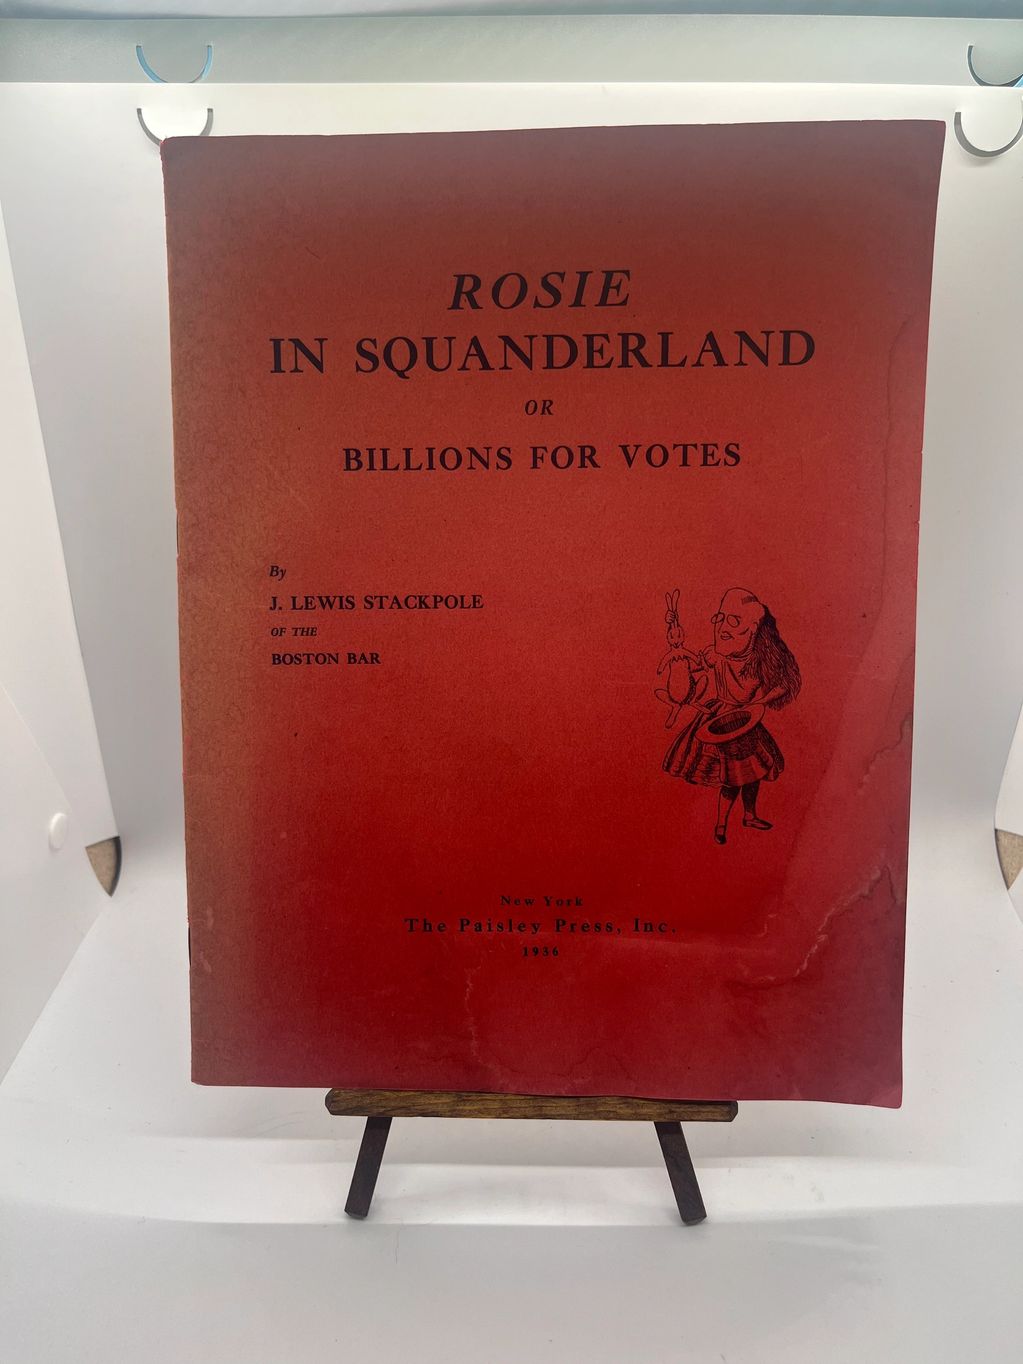 ROSIE
IN SQUANDERLAND
OR
BILLIONS FOR VOTES
By
J. LEWIS STACKPOLE
OF THE
BOSTON BAR
New York
The Paisley Press, Inc.
1936